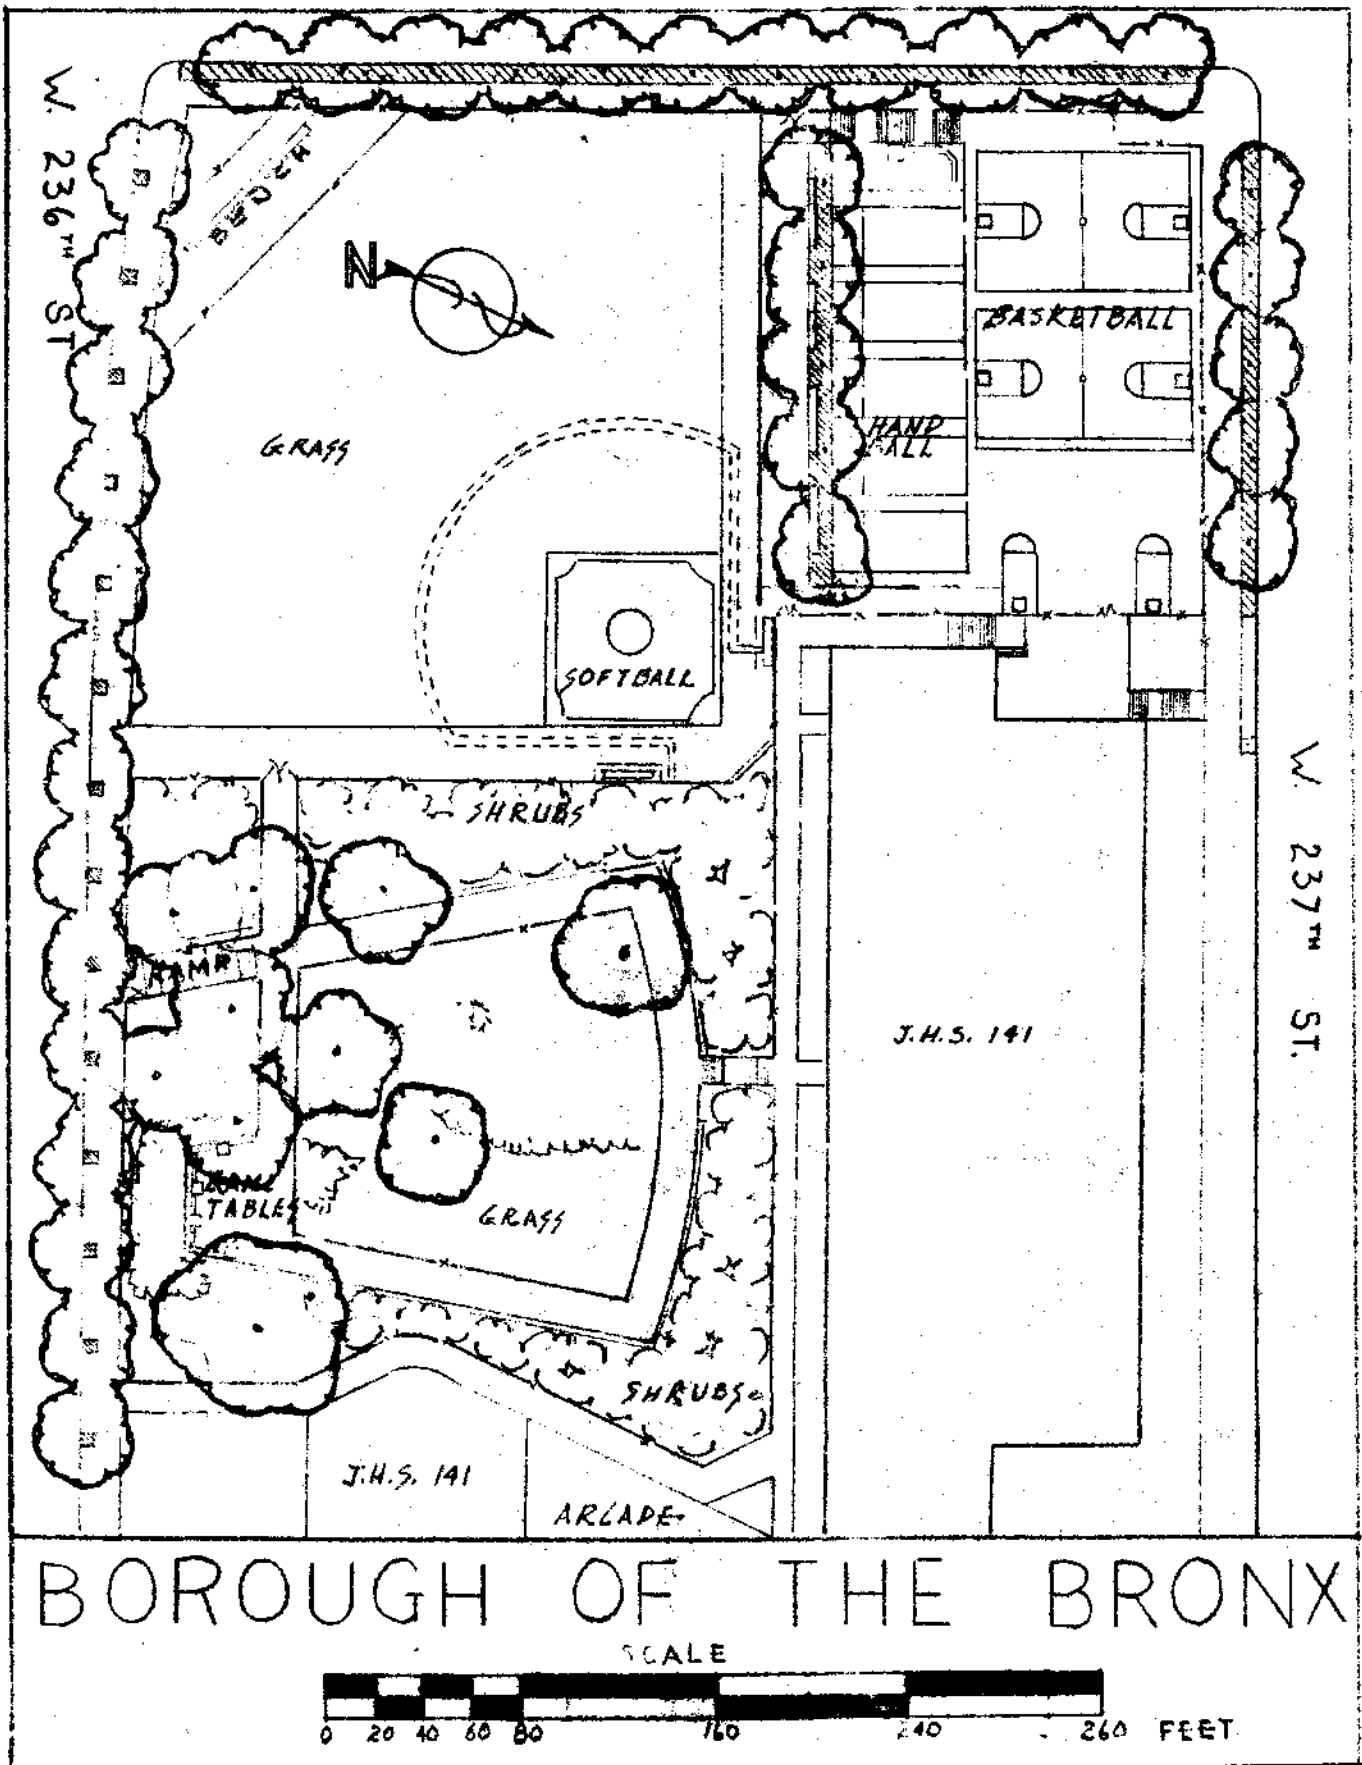 W. 236TH ST
BENCH
N
BASKETBALL
GRASS
HAND
BALL
SOFTBALL
SHRUBS
W. 237TH ST.
RAMP
J.H.S. 141
TABLES
GRASS
SHRUBS
J.H.S. 141
ARCADE
BOROUGH OF THE BRONX
SCALE
0 20 40 60 80 160 240 260 FEET